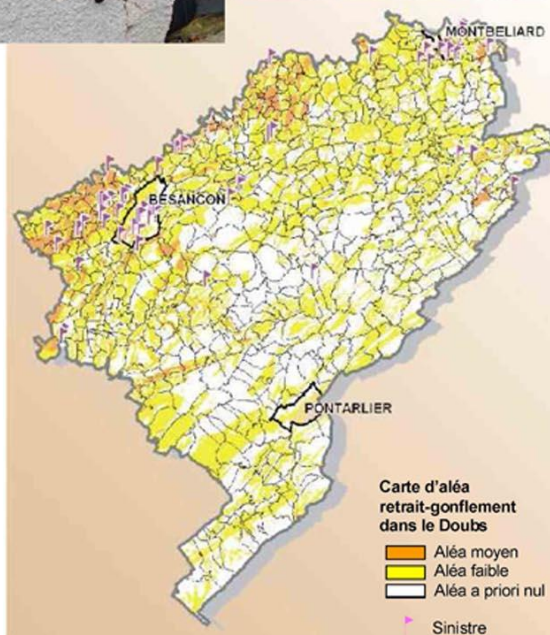 MONTBELIARD
BESANCON
PONTARLIER
Carte d'aléa
retrait-gonflement
dans le Doubs
Aléa moyen
Aléa faible
Aléa a priori nul
Sinistre